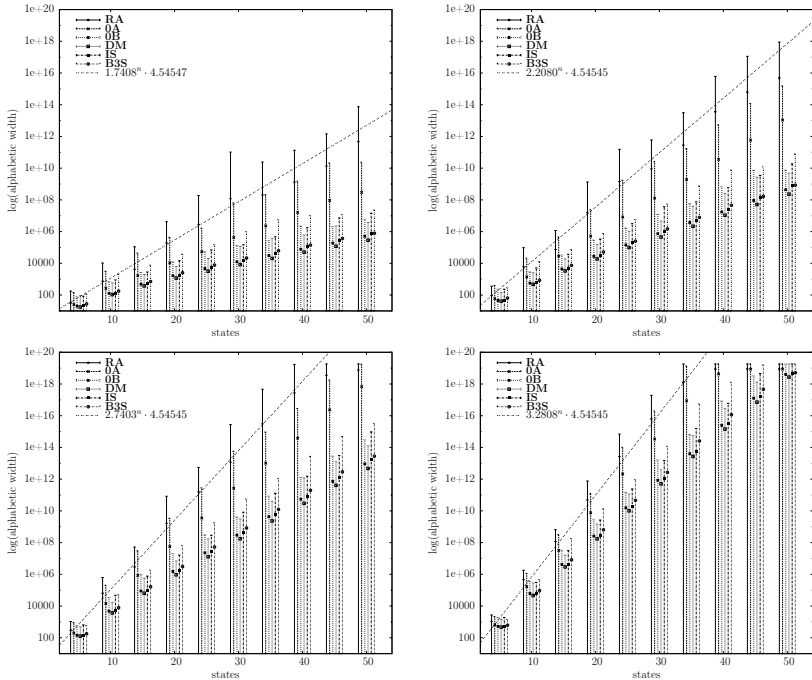 1e+20
1e+18
1e+16
1e+14
1e+12
1e+10
1e+08
1e+06
10000
100
log(alphabetic width)
RA
0A
0B
DM
IS
B3S
1.7408ⁿ · 4.54547
10 20 30 40 50
states
1e+20
1e+18
1e+16
1e+14
1e+12
1e+10
1e+08
1e+06
10000
100
log(alphabetic width)
RA
0A
0B
DM
IS
B3S
2.2080ⁿ · 4.54545
10 20 30 40 50
states
1e+20
1e+18
1e+16
1e+14
1e+12
1e+10
1e+08
1e+06
10000
100
log(alphabetic width)
RA
0A
0B
DM
IS
B3S
2.7403ⁿ · 4.54545
10 20 30 40 50
states
1e+20
1e+18
1e+16
1e+14
1e+12
1e+10
1e+08
1e+06
10000
100
log(alphabetic width)
RA
0A
0B
DM
IS
B3S
3.2808ⁿ · 4.54545
10 20 30 40 50
states